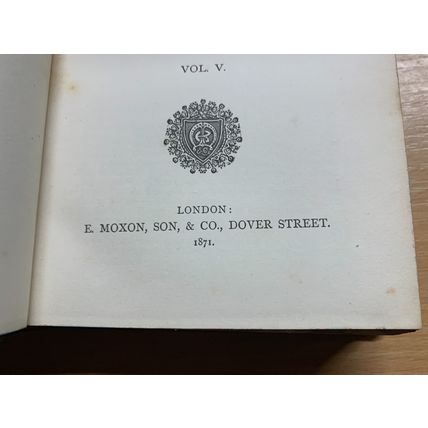 VOL. V.
LONDON:
E. MOXON, SON, & CO., DOVER STREET.
1871.